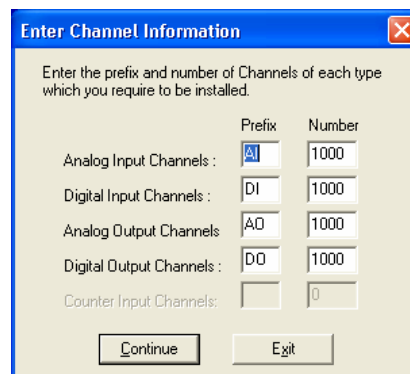 Enter Channel Information
Enter the prefix and number of Channels of each type
which you require to be installed.
Prefix Number
Analog Input Channels : AI 1000
Digital Input Channels : DI 1000
Analog Output Channels AO 1000
Digital Output Channels : DO 1000
Counter Input Channels: 0
Continue Exit